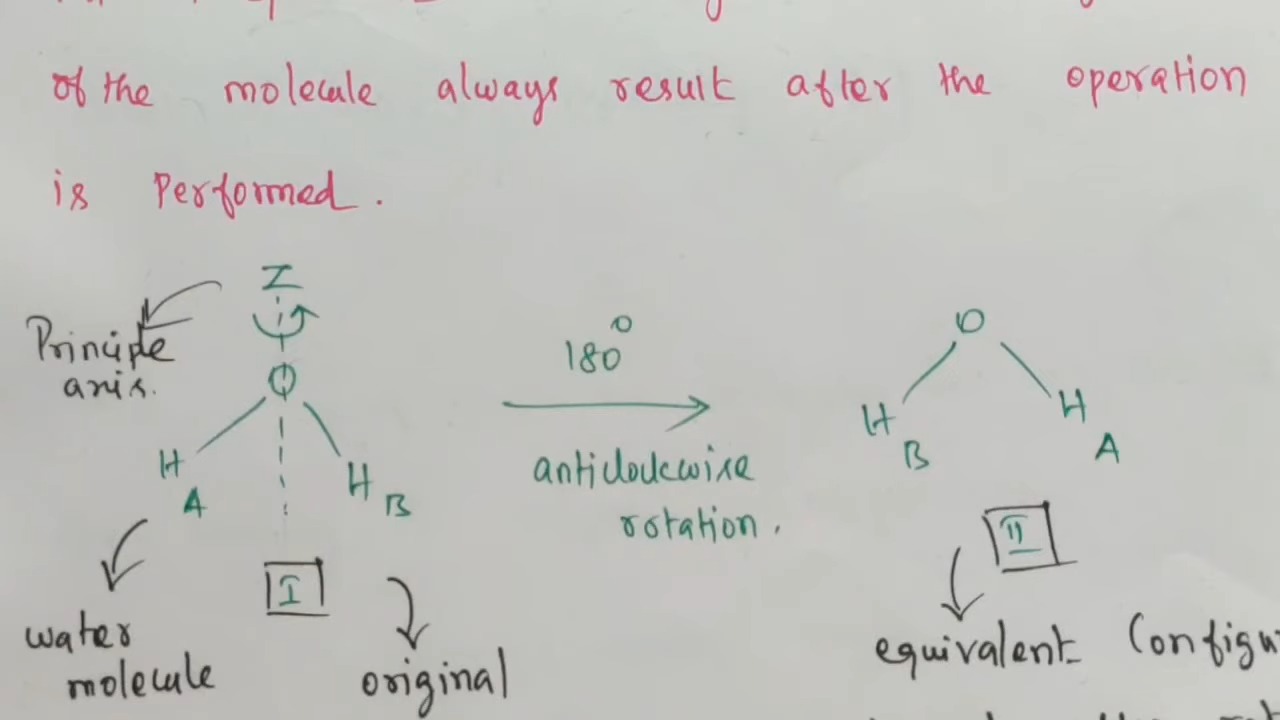 of the molecule always result after the operation
is Performed.
Z
Principle
axis.
O
H
A
H
B
I
water
molecule
original
180°
anticlockwise
rotation.
O
H
B
H
A
II
equivalent